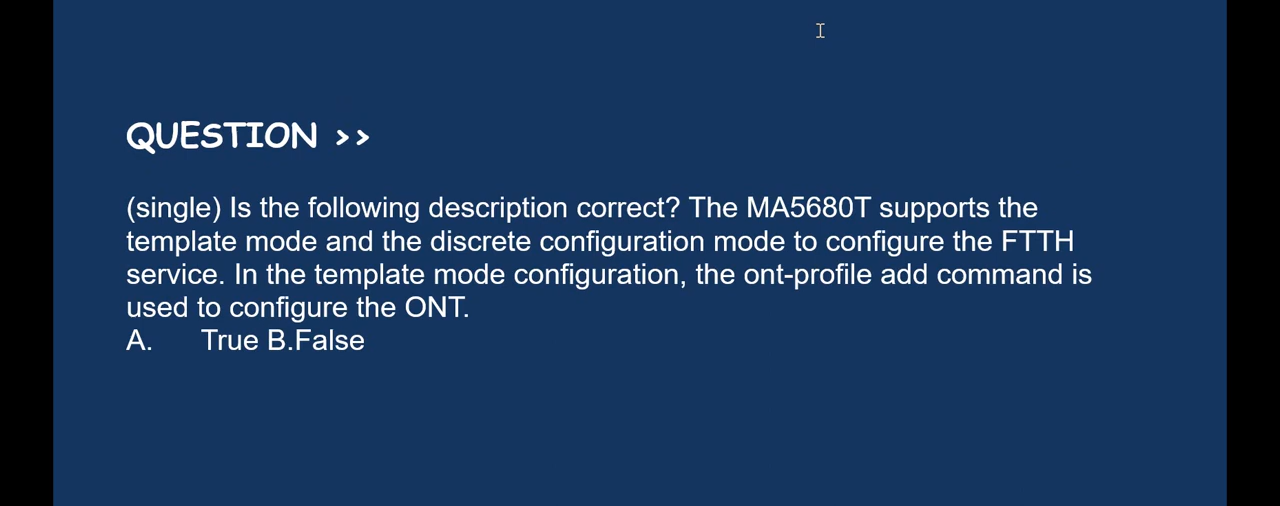 QUESTION >>
(single) Is the following description correct? The MA5680T supports the
template mode and the discrete configuration mode to configure the FTTH
service. In the template mode configuration, the ont-profile add command is
used to configure the ONT.
A. True B.False